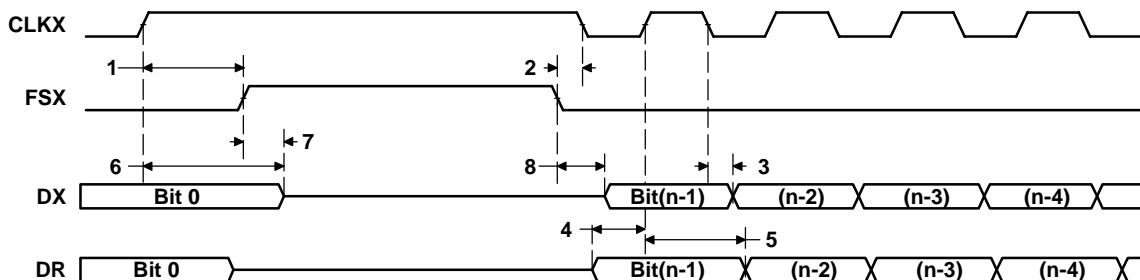 CLKX
1 2
FSX
7
6 8 3
DX Bit 0 Bit(n-1) (n-2) (n-3) (n-4)
4 5
DR Bit 0 Bit(n-1) (n-2) (n-3) (n-4)